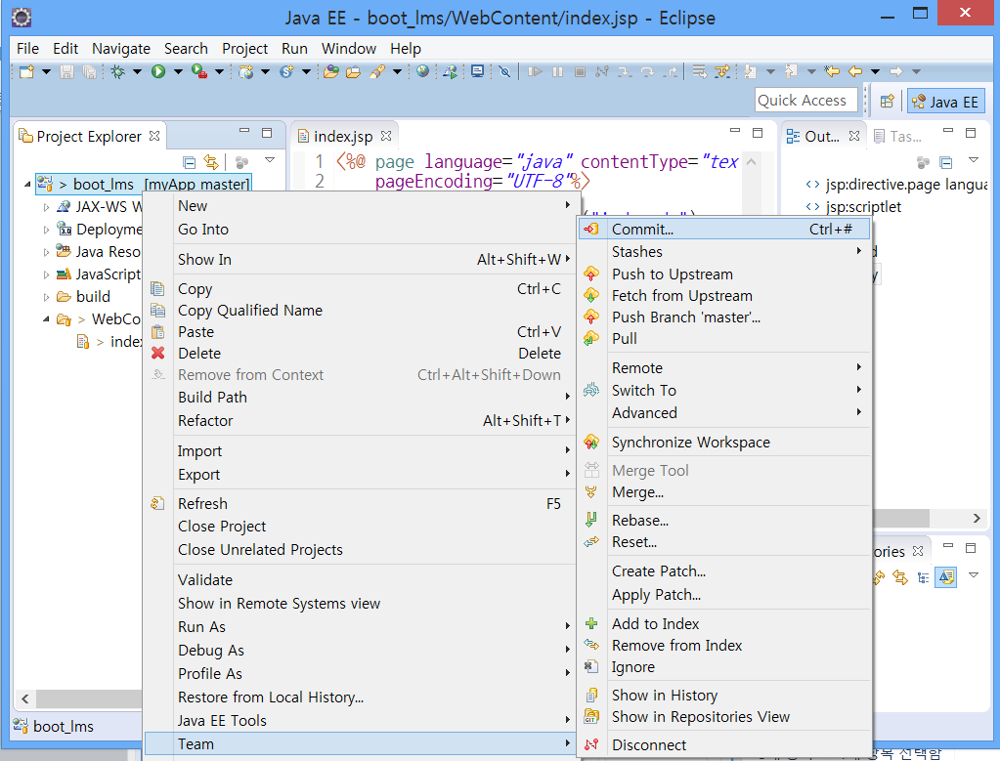 Java EE - boot_lms/WebContent/index.jsp - Eclipse
File Edit Navigate Search Project Run Window Help
Quick Access
Java EE
Project Explorer
index.jsp
Out...
Tas...
1 <%@ page language="java" contentType="tex
2 pageEncoding="UTF-8"%>
> boot_lms [myApp master]
JAX-WS W
Deployme
Java Reso
JavaScript
build
> WebCo
> index
jsp:directive.page langua
jsp:scriptlet
New
Go Into
Show In Alt+Shift+W
Copy Ctrl+C
Copy Qualified Name
Paste Ctrl+V
Delete Delete
Remove from Context Ctrl+Alt+Shift+Down
Build Path
Refactor Alt+Shift+T
Import
Export
Refresh F5
Close Project
Close Unrelated Projects
Validate
Show in Remote Systems view
Run As
Debug As
Profile As
Restore from Local History...
Java EE Tools
Team
Commit... Ctrl+#
Stashes
Push to Upstream
Fetch from Upstream
Push Branch 'master'...
Pull
Remote
Switch To
Advanced
Synchronize Workspace
Merge Tool
Merge...
Rebase...
Reset...
Create Patch...
Apply Patch...
Add to Index
Remove from Index
Ignore
Show in History
Show in Repositories View
Disconnect
ories
boot_lms
항목 선택함